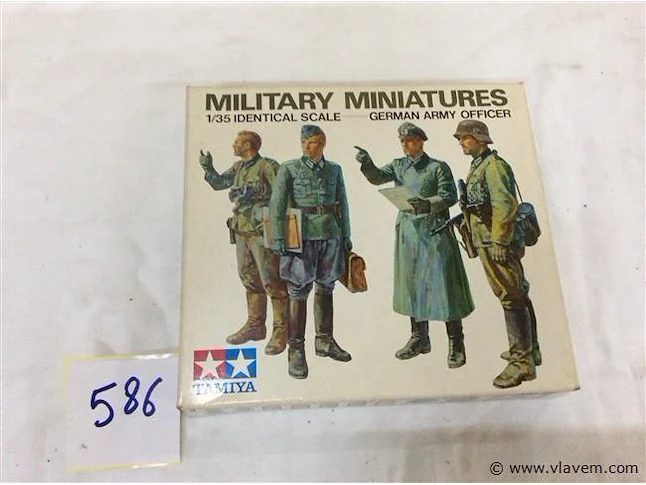 MILITARY MINIATURES
1/35 IDENTICAL SCALE GERMAN ARMY OFFICER
TAMIYA
586
© www.vlavem.com